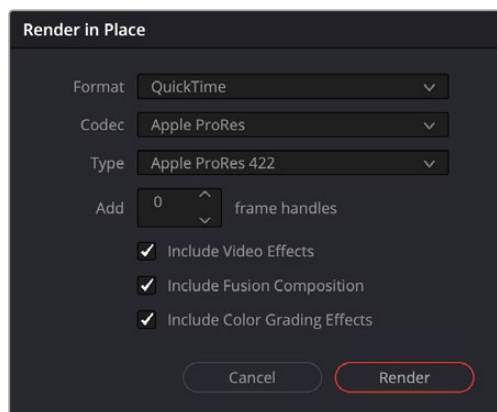 Render in Place
Format QuickTime
Codec Apple ProRes
Type Apple ProRes 422
Add 0 frame handles
Include Video Effects
Include Fusion Composition
Include Color Grading Effects
Cancel Render